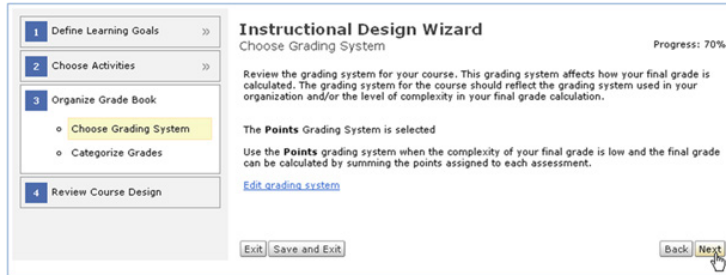 1 Define Learning Goals »
2 Choose Activities »
3 Organize Grade Book
Choose Grading System
Categorize Grades
4 Review Course Design
Instructional Design Wizard
Choose Grading System
Progress: 70%
Review the grading system for your course. This grading system affects how your final grade is
calculated. The grading system for the course should reflect the grading system used in your
organization and/or the level of complexity in your final grade calculation.
The Points Grading System is selected
Use the Points grading system when the complexity of your final grade is low and the final grade
can be calculated by summing the points assigned to each assessment.
Edit grading system
Exit Save and Exit Back Next